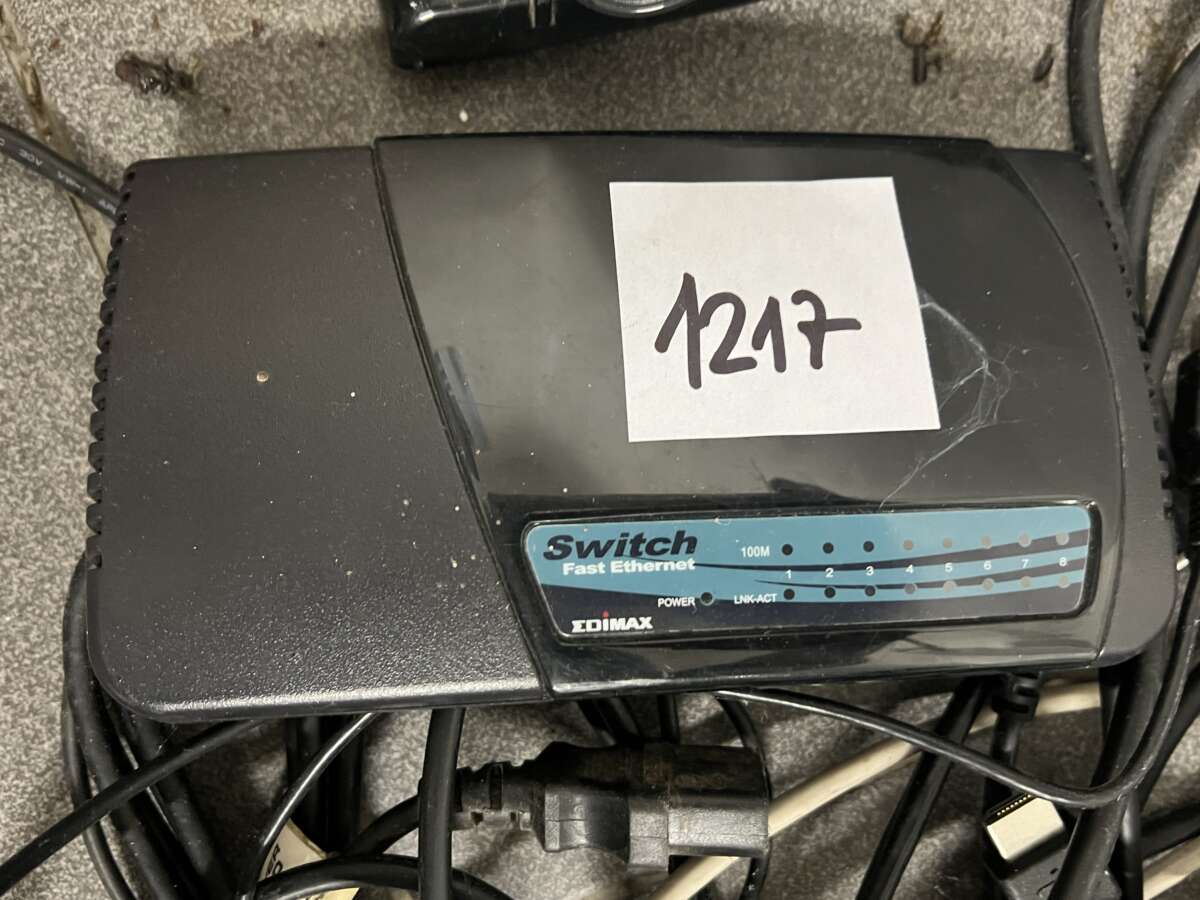 1217
Switch
Fast Ethernet
100M
1 2 3 4 5 6 7 8
POWER LNK-ACT
EDIMAX